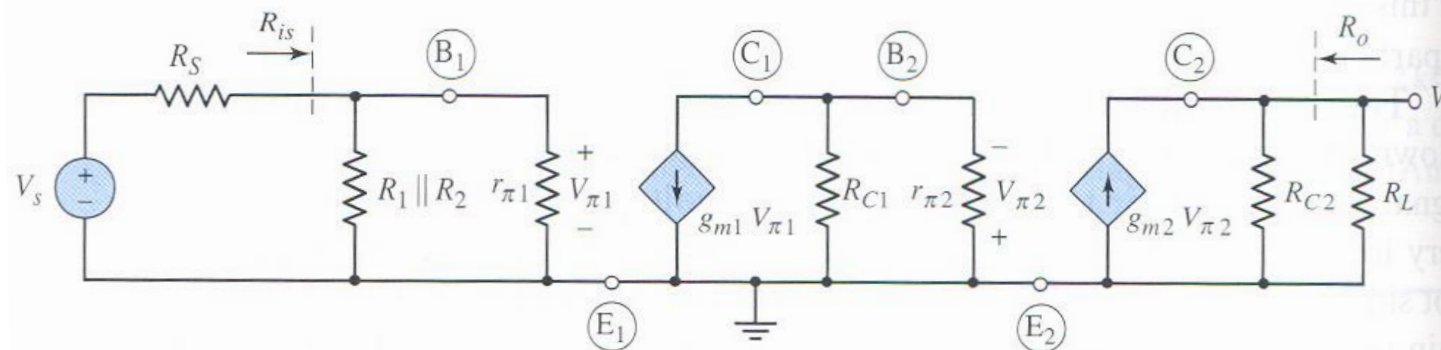 R_S
R_is
B_1
C_1
B_2
C_2
R_o
V
V_s
+
−
R_1 || R_2
r_π1
+
V_π1
−
g_m1 V_π1
R_C1
r_π2
−
V_π2
+
g_m2 V_π2
R_C2
R_L
E_1
E_2